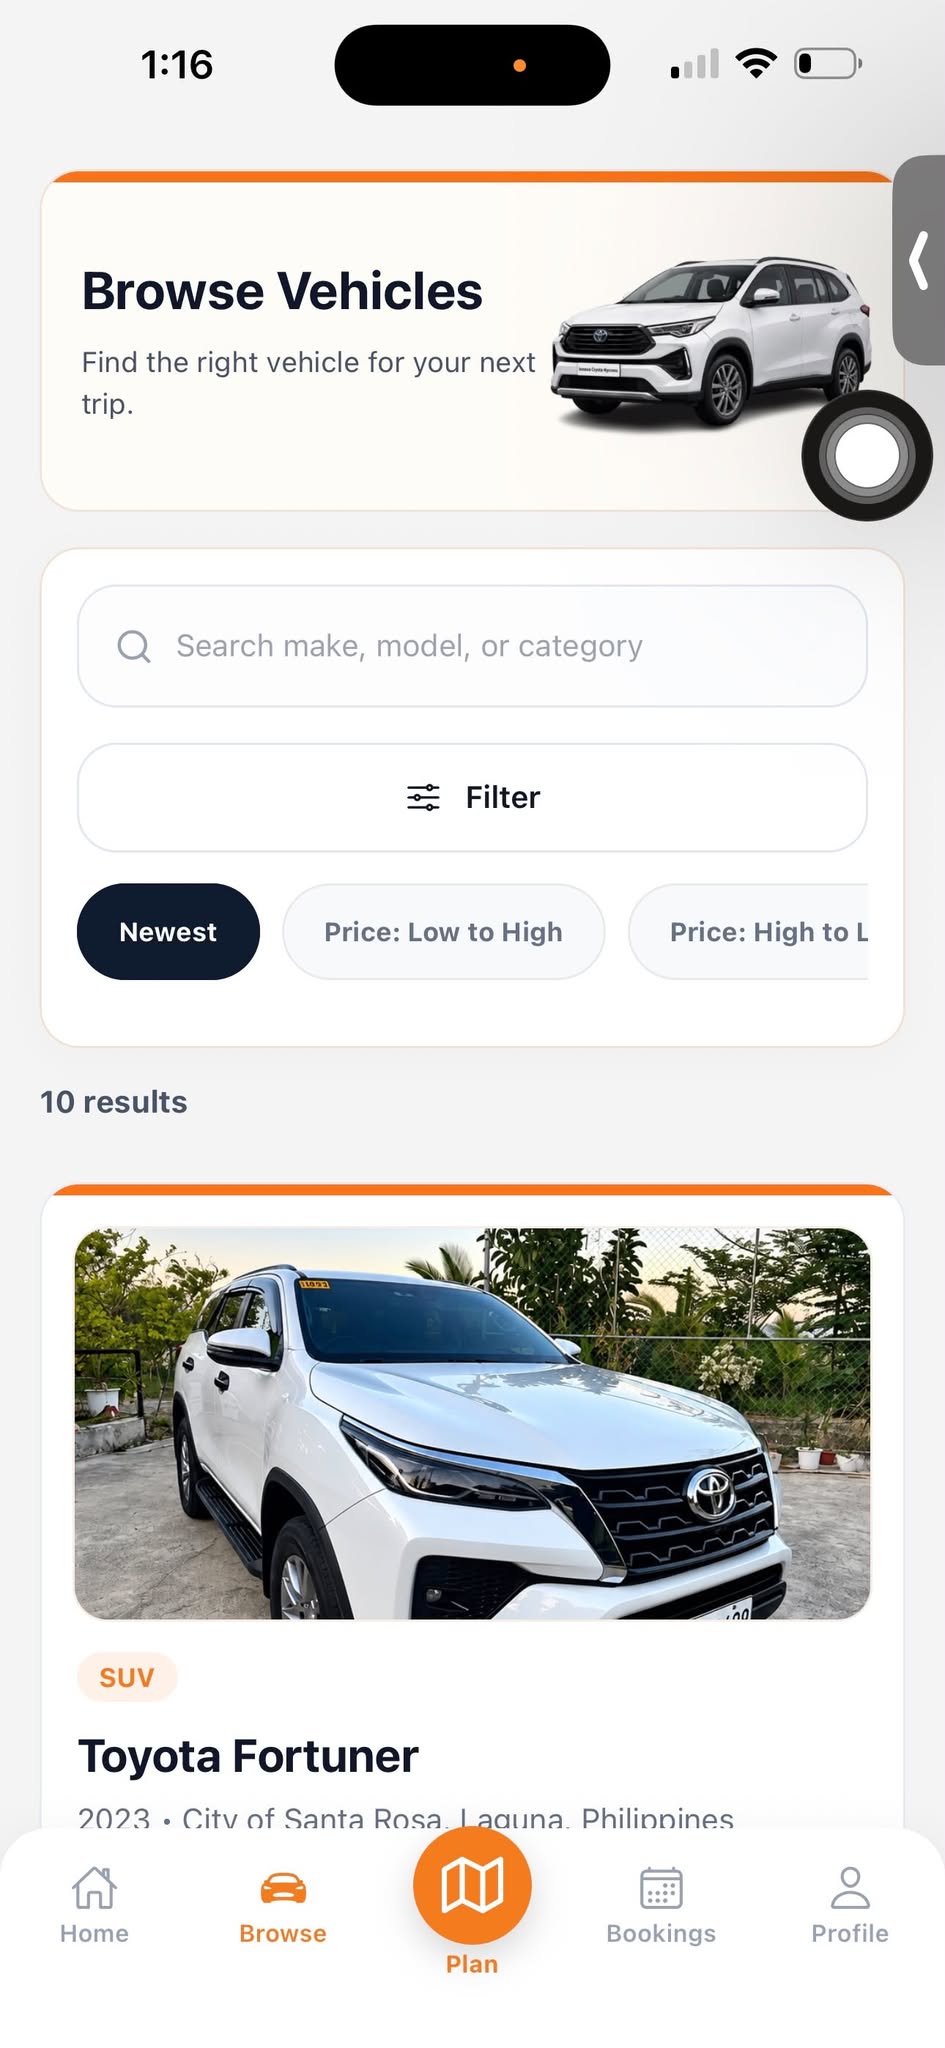 1:16
Browse Vehicles
Find the right vehicle for your next
trip.
Search make, model, or category
Filter
Newest
Price: Low to High
Price: High to L
10 results
SUV
Toyota Fortuner
2023 • City of Santa Rosa, Laguna, Philippines
Home
Browse
Plan
Bookings
Profile